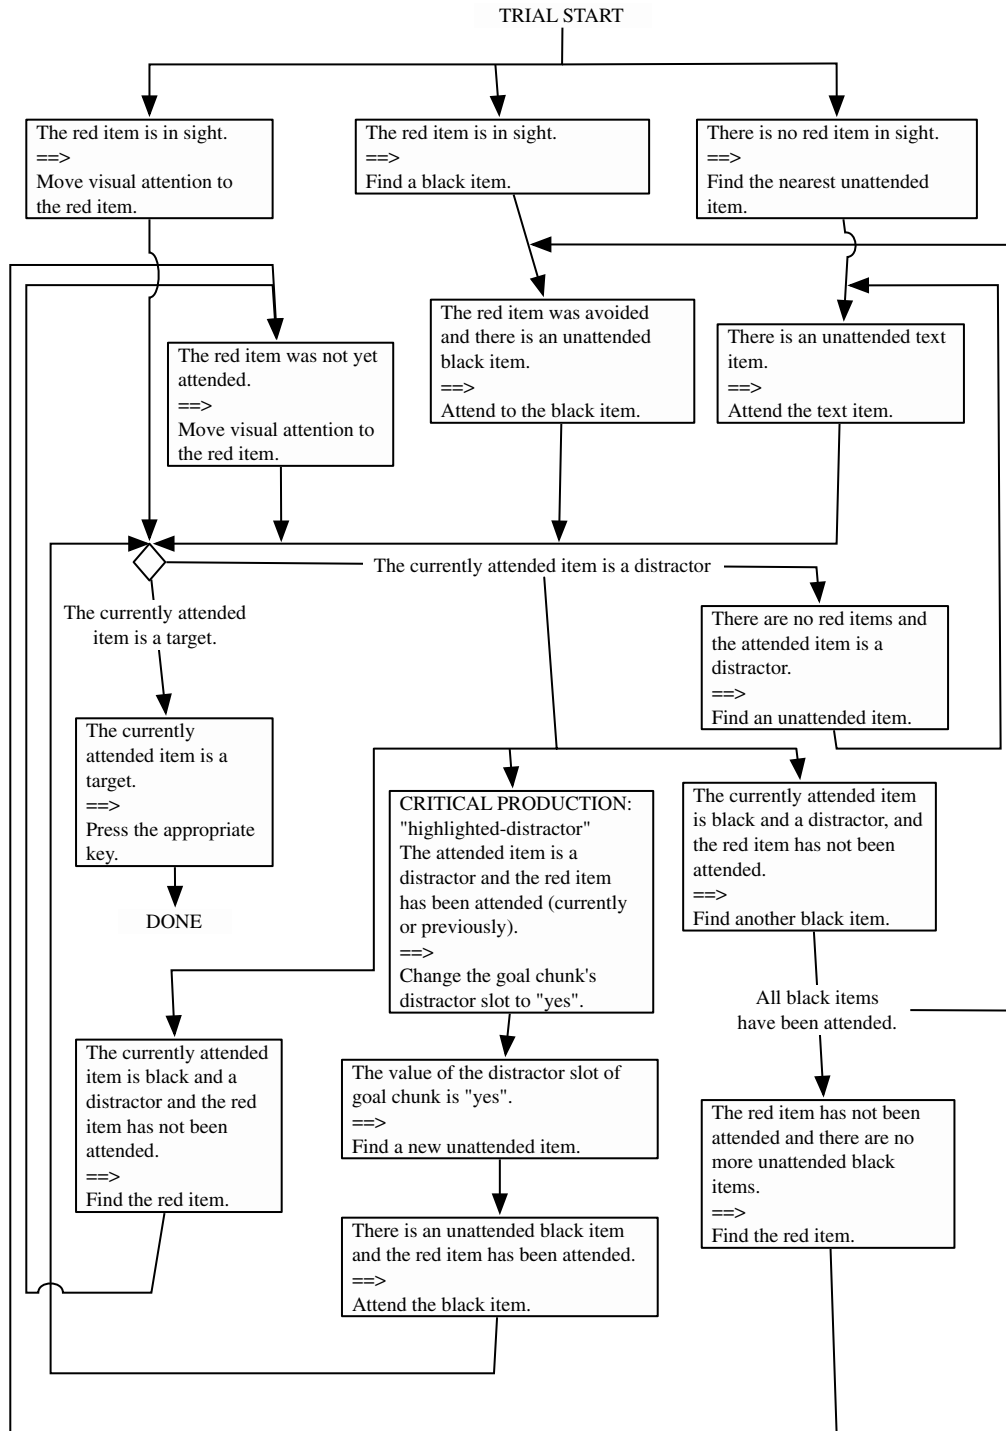 TRIAL START
The red item is in sight.
==>
Move visual attention to
the red item.
The red item is in sight.
==>
Find a black item.
There is no red item in sight.
==>
Find the nearest unattended
item.
The red item was not yet
attended.
==>
Move visual attention to
the red item.
The red item was avoided
and there is an unattended
black item.
==>
Attend to the black item.
There is an unattended text
item.
==>
Attend the text item.
The currently attended item is a distractor
The currently attended
item is a target.
There are no red items and
the attended item is a
distractor.
==>
Find an unattended item.
The currently
attended item is a
target.
==>
Press the appropriate
key.
DONE
CRITICAL PRODUCTION:
"highlighted-distractor"
The attended item is a
distractor and the red item
has been attended (currently
or previously).
==>
Change the goal chunk's
distractor slot to "yes".
The currently attended item
is black and a distractor, and
the red item has not been
attended.
==>
Find another black item.
All black items
have been attended.
The currently attended
item is black and a
distractor and the red
item has not been
attended.
==>
Find the red item.
The value of the distractor slot of
goal chunk is "yes".
==>
Find a new unattended item.
The red item has not been
attended and there are no
more unattended black
items.
==>
Find the red item.
There is an unattended black item
and the red item has been attended.
==>
Attend the black item.